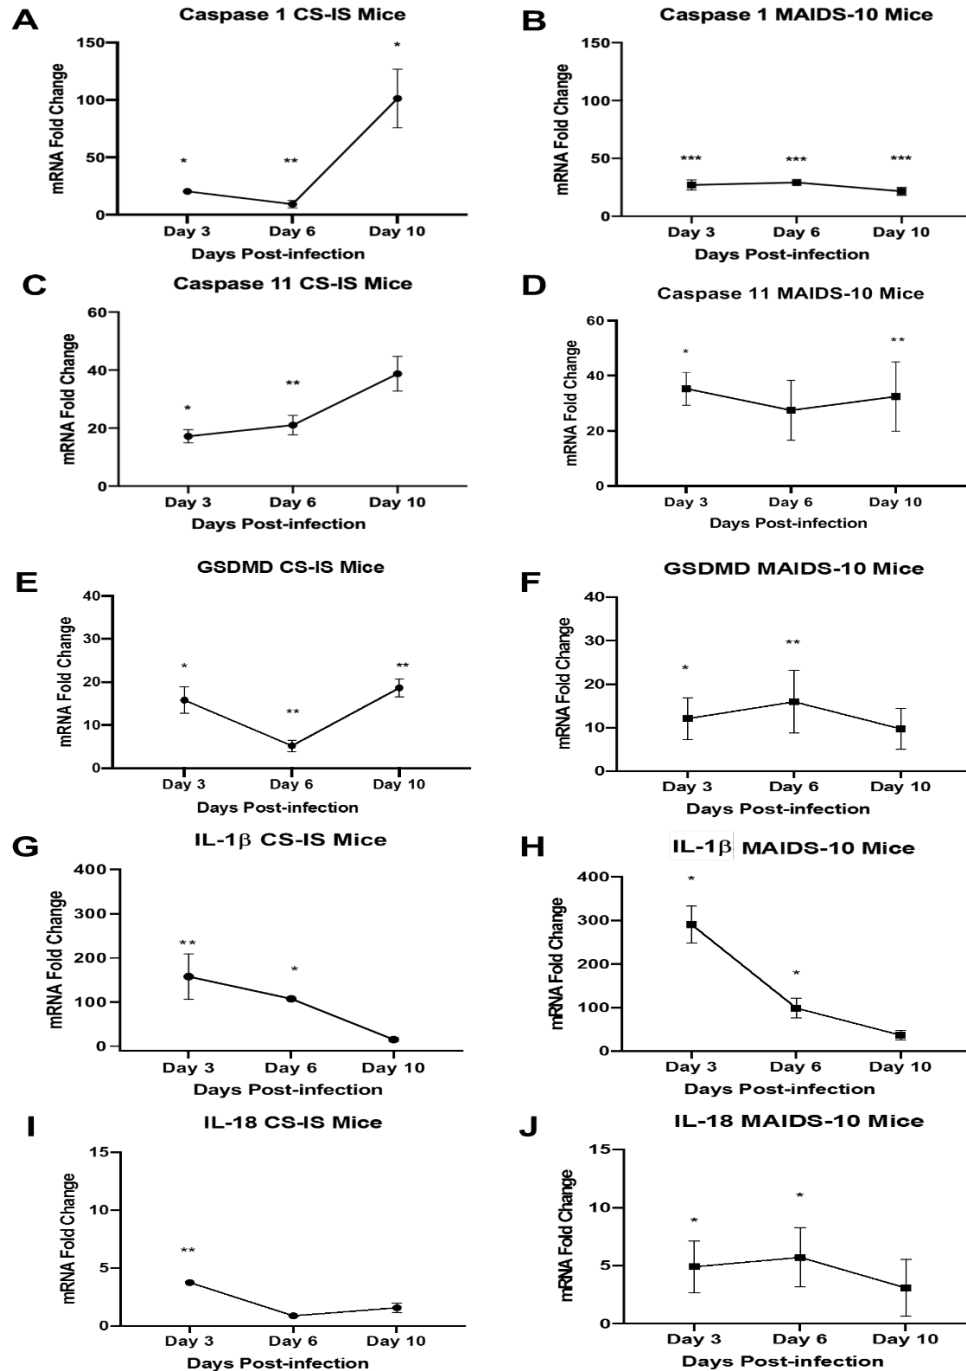 A Caspase 1 CS-IS Mice
mRNA Fold Change
150
100
50
0
*
**
*
Day 3 Day 6 Day 10
Days Post-infection
B Caspase 1 MAIDS-10 Mice
mRNA Fold Change
150
100
50
0
***
***
***
Day 3 Day 6 Day 10
Days Post-infection
C Caspase 11 CS-IS Mice
mRNA Fold Change
60
40
20
0
*
**
Day 3 Day 6 Day 10
Days Post-infection
D Caspase 11 MAIDS-10 Mice
mRNA Fold Change
60
40
20
0
*
**
Day 3 Day 6 Day 10
Days Post-infection
E GSDMD CS-IS Mice
mRNA Fold Change
40
30
20
10
0
*
**
**
Day 3 Day 6 Day 10
Days Post-infection
F GSDMD MAIDS-10 Mice
mRNA Fold Change
40
30
20
10
0
*
**
Day 3 Day 6 Day 10
Days Post-infection
G IL-1β CS-IS Mice
mRNA Fold Change
400
300
200
100
0
**
*
Day 3 Day 6 Day 10
Days Post-infection
H IL-1β MAIDS-10 Mice
mRNA Fold Change
400
300
200
100
0
*
*
Day 3 Day 6 Day 10
Days Post-infection
I IL-18 CS-IS Mice
mRNA Fold Change
15
10
5
0
**
Day 3 Day 6 Day 10
Days Post-infection
J IL-18 MAIDS-10 Mice
mRNA Fold Change
15
10
5
0
*
*
Day 3 Day 6 Day 10
Days Post-infection